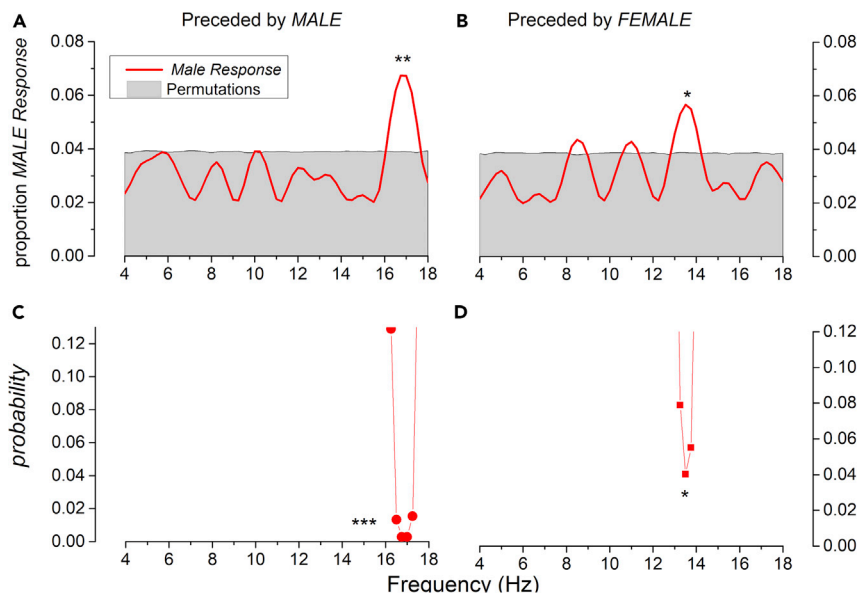 A Preceded by MALE
B Preceded by FEMALE
proportion MALE Response
0.08
0.06
0.04
0.02
0.00
Male Response
Permutations
**
4 6 8 10 12 14 16 18
*
4 6 8 10 12 14 16 18
0.08
0.06
0.04
0.02
0.00
C
D
probability
0.12
0.10
0.08
0.06
0.04
0.02
0.00
***
4 6 8 10 12 14 16 18
*
4 6 8 10 12 14 16 18
0.12
0.10
0.08
0.06
0.04
0.02
0.00
Frequency (Hz)